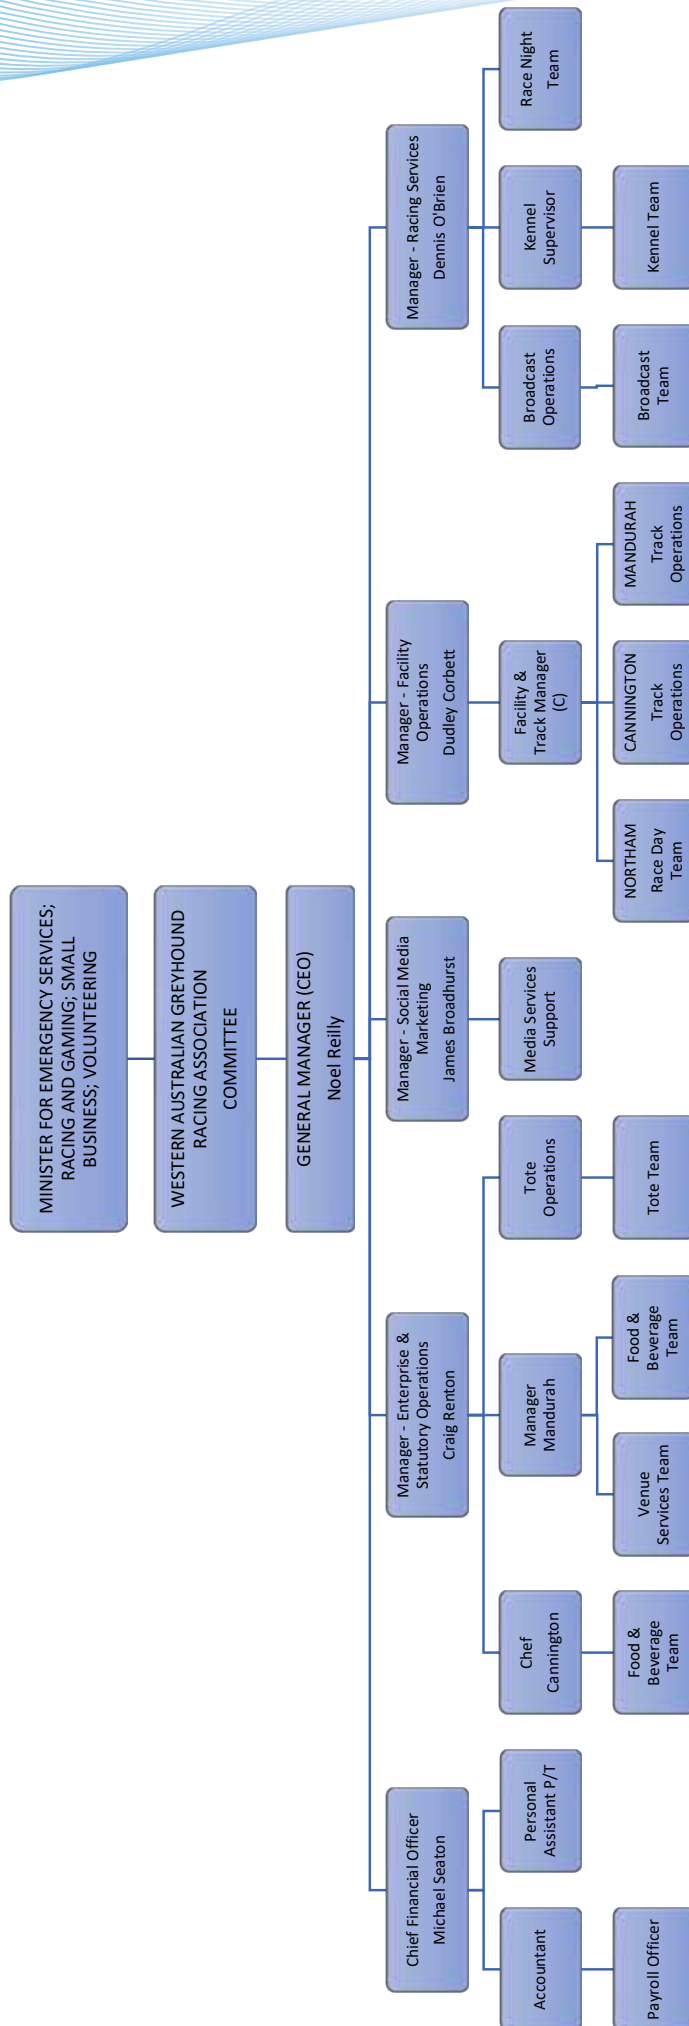 MINISTER FOR EMERGENCY SERVICES;
RACING AND GAMING; SMALL
BUSINESS; VOLUNTEERING
WESTERN AUSTRALIAN GREYHOUND
RACING ASSOCIATION
COMMITTEE
GENERAL MANAGER (CEO)
Noel Reilly
Chief Financial Officer
Michael Seaton
Manager - Enterprise &
Statutory Operations
Craig Renton
Manager - Social Media
Marketing
James Broadhurst
Manager - Facility
Operations
Dudley Corbett
Manager - Racing Services
Dennis O'Brien
Accountant
Personal
Assistant P/T
Chef
Cannington
Manager
Mandurah
Tote
Operations
Media Services
Support
Facility &
Track Manager
(C)
Broadcast
Operations
Kennel
Supervisor
Race Night
Team
Payroll Officer
Food &
Beverage
Team
Venue
Services Team
Food &
Beverage
Team
Tote Team
NORTHAM
Race Day
Team
CANNINGTON
Track
Operations
MANDURAH
Track
Operations
Broadcast
Team
Kennel Team